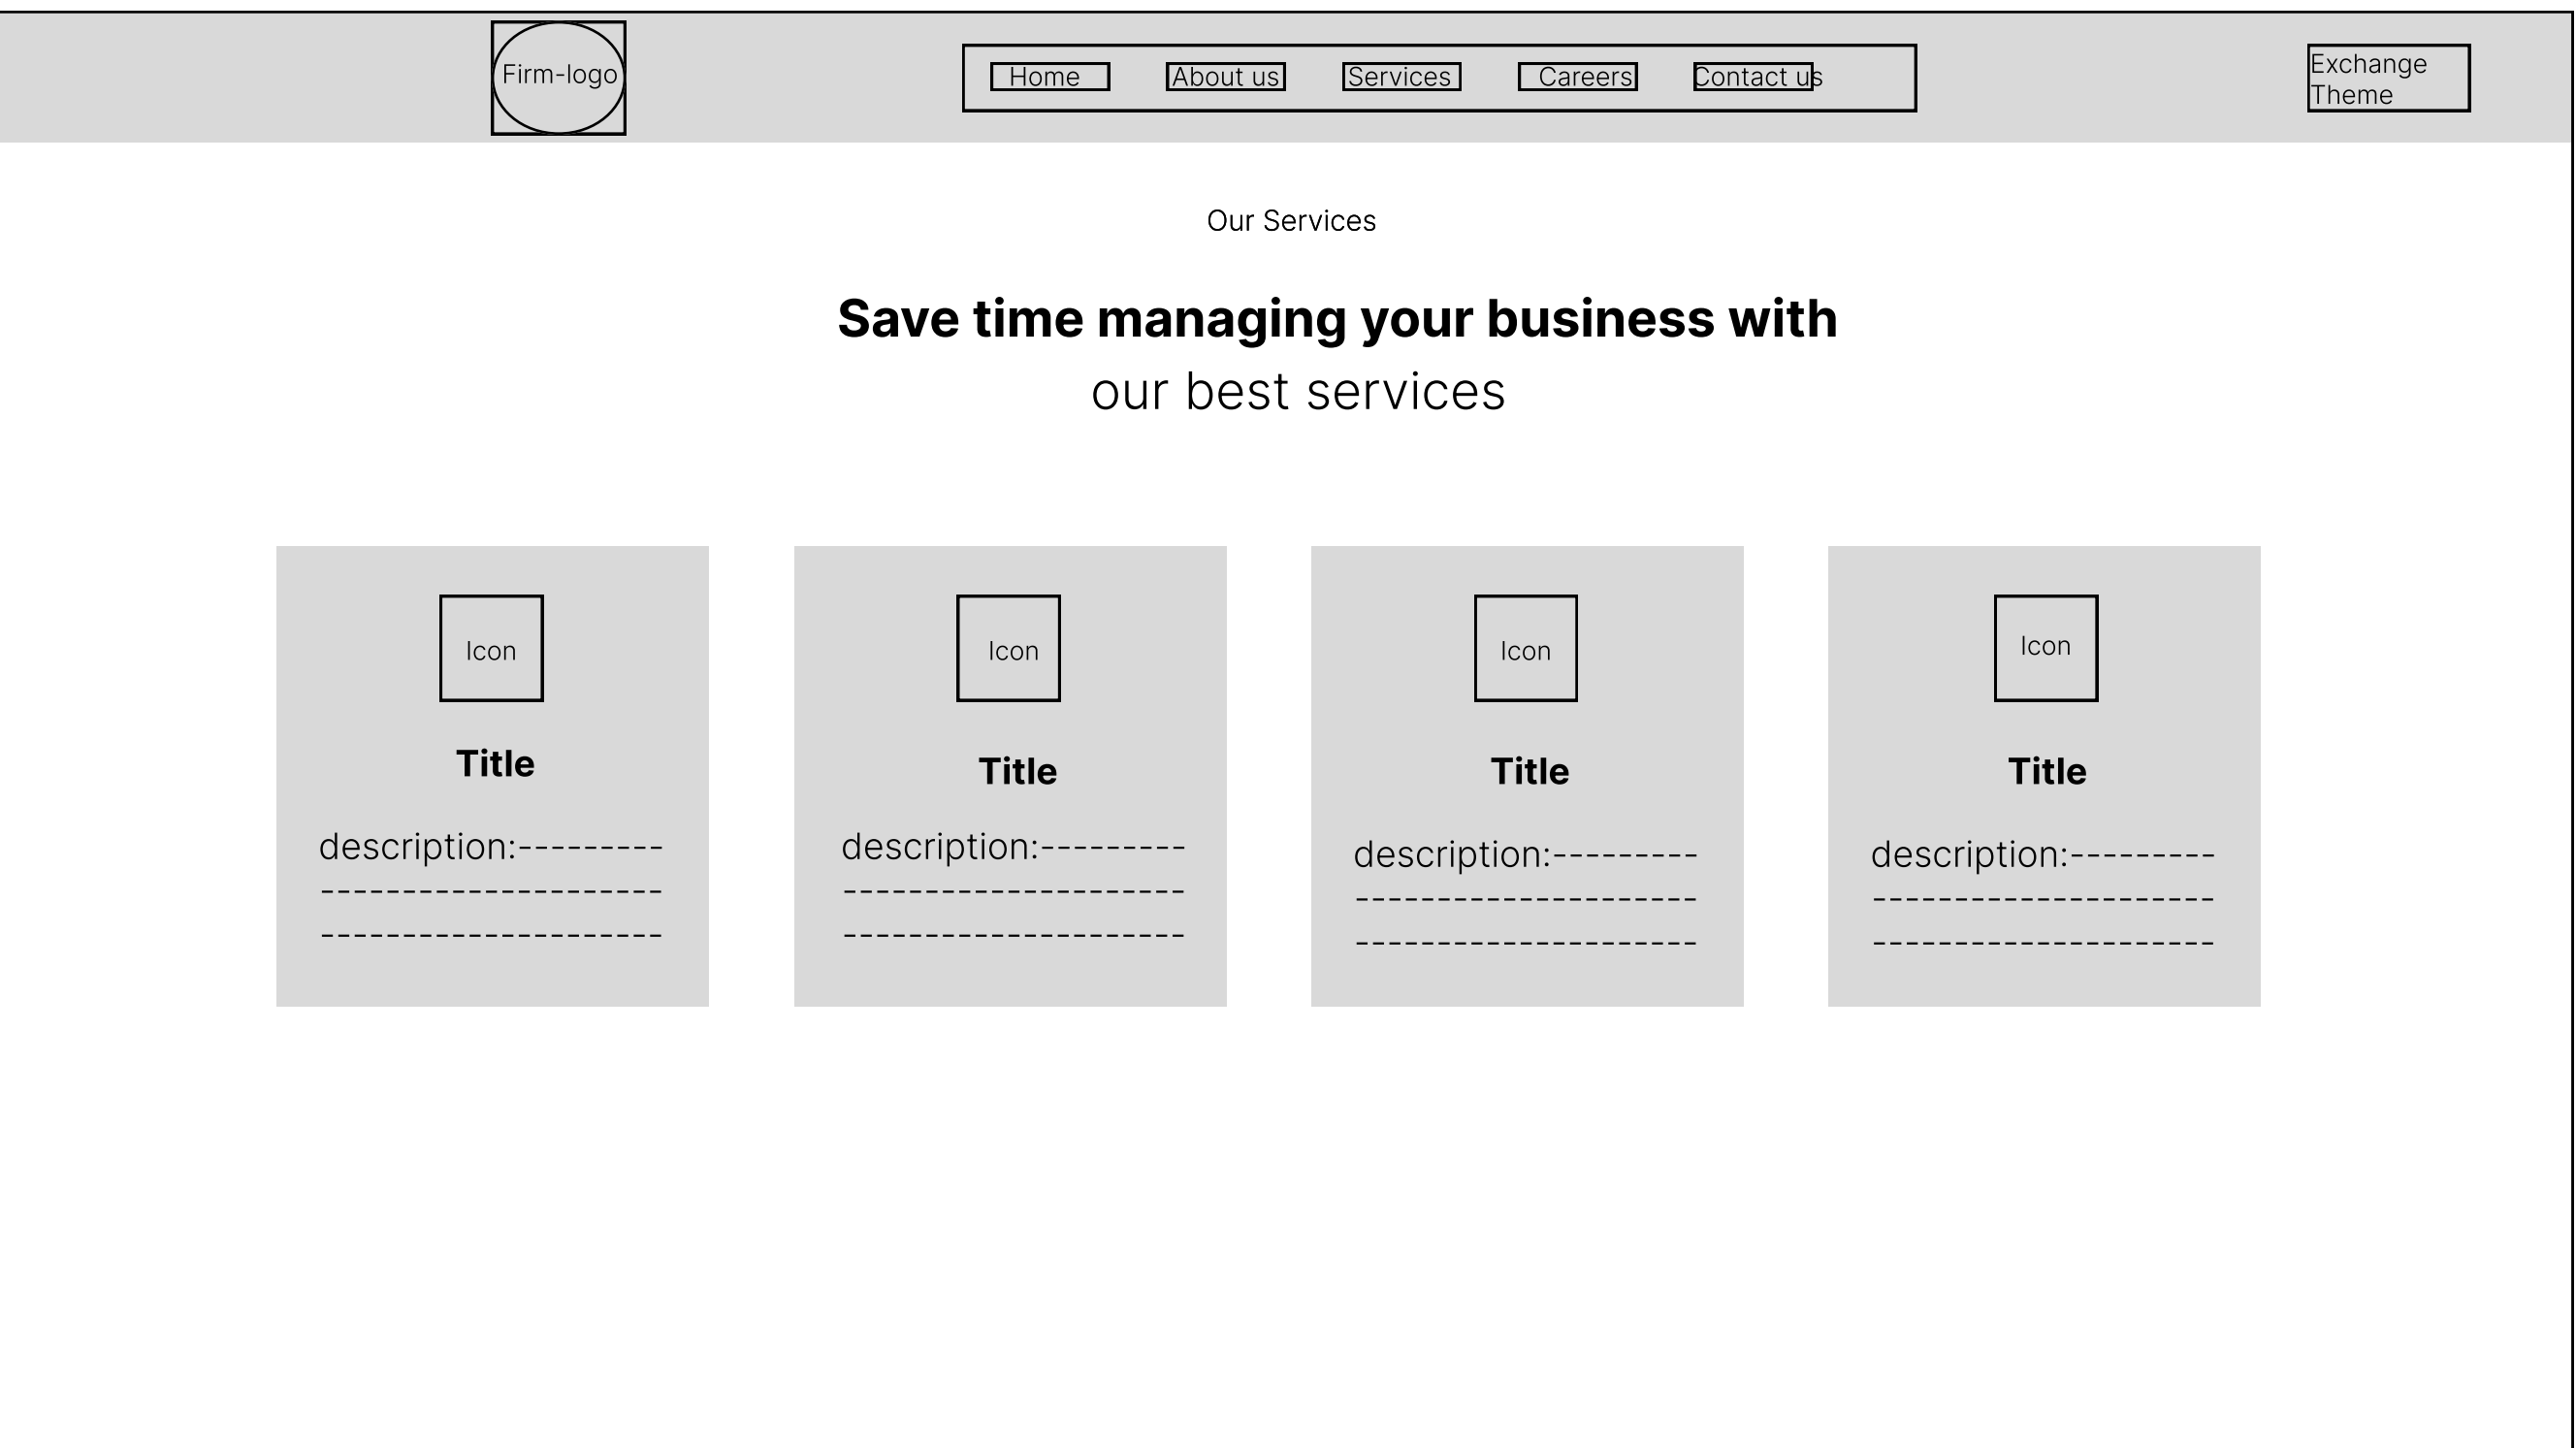 Firm-logo
Home
About us
Services
Careers
Contact us
Exchange
Theme
Our Services
Save time managing your business with
our best services
Icon
Icon
Icon
Icon
Title
Title
Title
Title
description:---------
---------------------
---------------------
description:---------
---------------------
---------------------
description:---------
---------------------
---------------------
description:---------
---------------------
---------------------